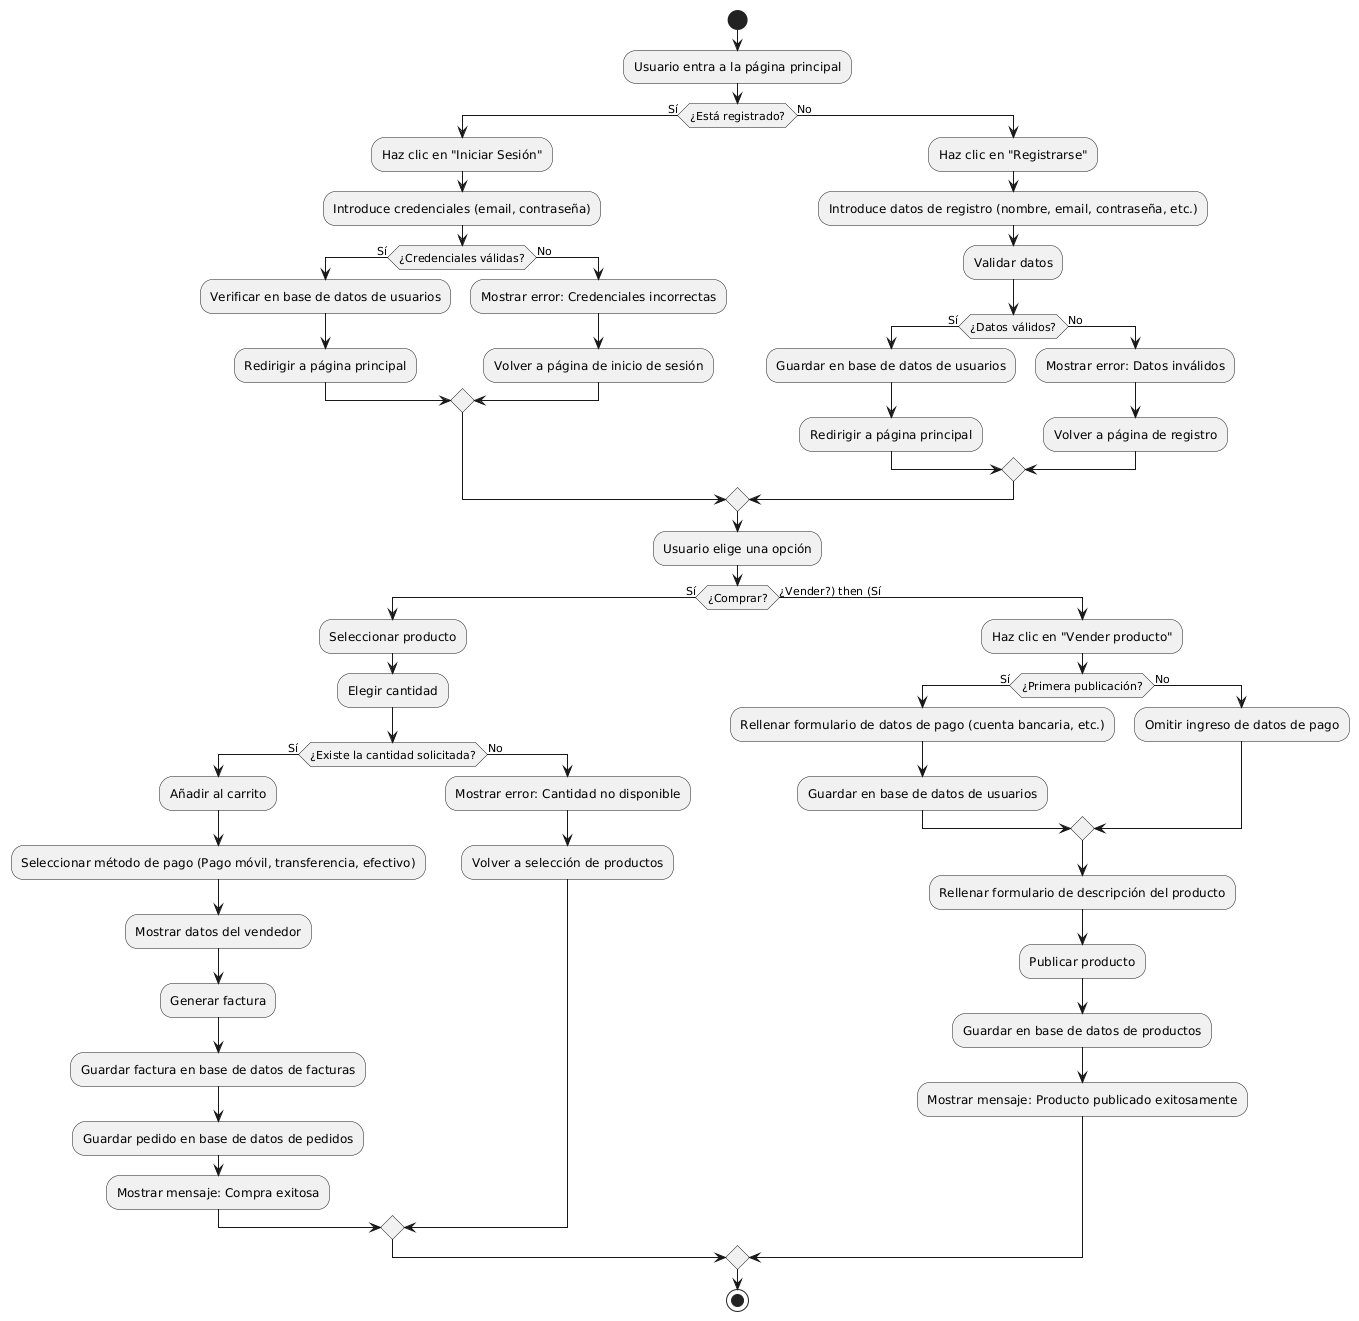 Usuario entra a la página principal
Sí
¿Está registrado?
No
Haz clic en "Iniciar Sesión"
Introduce credenciales (email, contraseña)
Sí
¿Credenciales válidas?
No
Verificar en base de datos de usuarios
Redirigir a página principal
Mostrar error: Credenciales incorrectas
Volver a página de inicio de sesión
Haz clic en "Registrarse"
Introduce datos de registro (nombre, email, contraseña, etc.)
Validar datos
Sí
¿Datos válidos?
No
Guardar en base de datos de usuarios
Redirigir a página principal
Mostrar error: Datos inválidos
Volver a página de registro
Usuario elige una opción
Sí
¿Comprar?
¿Vender?) then (Sí
Seleccionar producto
Elegir cantidad
Sí
¿Existe la cantidad solicitada?
No
Añadir al carrito
Seleccionar método de pago (Pago móvil, transferencia, efectivo)
Mostrar datos del vendedor
Generar factura
Guardar factura en base de datos de facturas
Guardar pedido en base de datos de pedidos
Mostrar mensaje: Compra exitosa
Mostrar error: Cantidad no disponible
Volver a selección de productos
Haz clic en "Vender producto"
Sí
¿Primera publicación?
No
Rellenar formulario de datos de pago (cuenta bancaria, etc.)
Guardar en base de datos de usuarios
Omitir ingreso de datos de pago
Rellenar formulario de descripción del producto
Publicar producto
Guardar en base de datos de productos
Mostrar mensaje: Producto publicado exitosamente